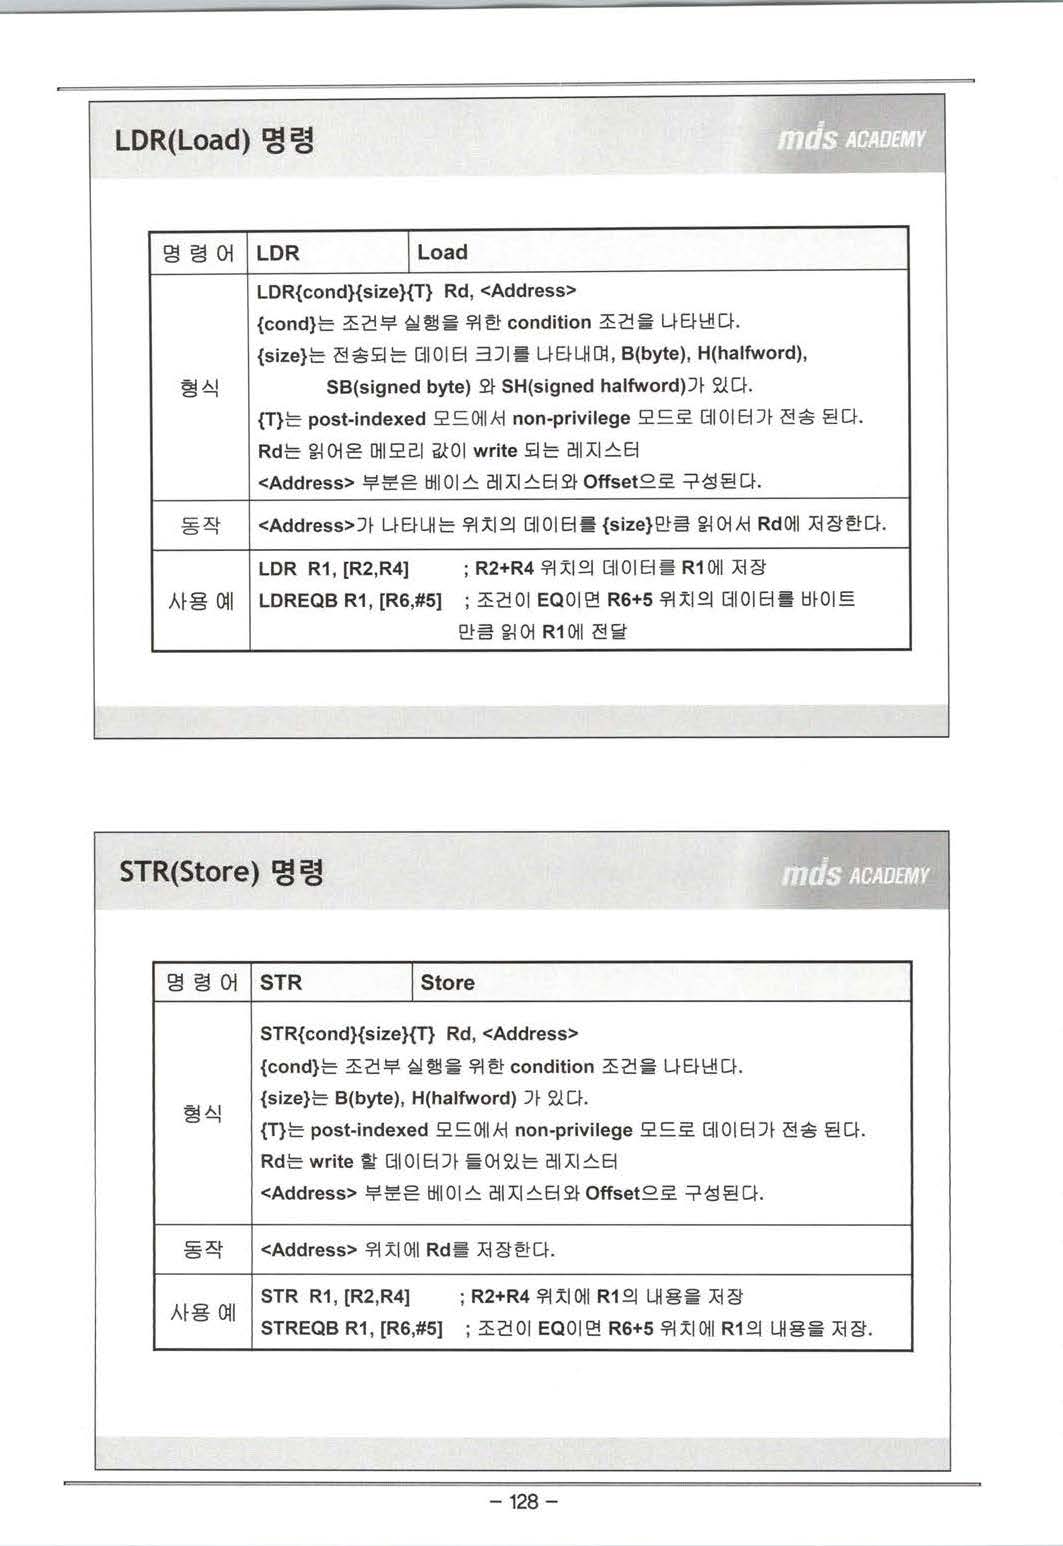 LDR(Load) 명령
mds ACADEMY
명 령 어 LDR Load
형식
LDR{cond}{size}{T} Rd, <Address>
{cond}는 조건부 실행을 위한 condition 조건을 나타낸다.
{size}는 전송되는 데이터 크기를 나타내며, B(byte), H(halfword),
SB(signed byte) 와 SH(signed halfword)가 있다.
{T}는 post-indexed 모드에서 non-privilege 모드로 데이터가 전송 된다.
Rd는 읽어온 메모리 값이 write 되는 레지스터
<Address> 부분은 베이스 레지스터와 Offset으로 구성된다.
동작 <Address>가 나타내는 위치의 데이터를 {size}만큼 읽어서 Rd에 저장한다.
사용 예
LDR R1, [R2,R4] ; R2+R4 위치의 데이터를 R1에 저장
LDREQB R1, [R6,#5] ; 조건이 EQ이면 R6+5 위치의 데이터를 바이트
만큼 읽어 R1에 전달
STR(Store) 명령
mds ACADEMY
명 령 어 STR Store
형식
STR{cond}{size}{T} Rd, <Address>
{cond}는 조건부 실행을 위한 condition 조건을 나타낸다.
{size}는 B(byte), H(halfword) 가 있다.
{T}는 post-indexed 모드에서 non-privilege 모드로 데이터가 전송 된다.
Rd는 write 할 데이터가 들어있는 레지스터
<Address> 부분은 베이스 레지스터와 Offset으로 구성된다.
동작 <Address> 위치에 Rd를 저장한다.
사용 예
STR R1, [R2,R4] ; R2+R4 위치에 R1의 내용을 저장
STREQB R1, [R6,#5] ; 조건이 EQ이면 R6+5 위치에 R1의 내용을 저장.
- 128 -